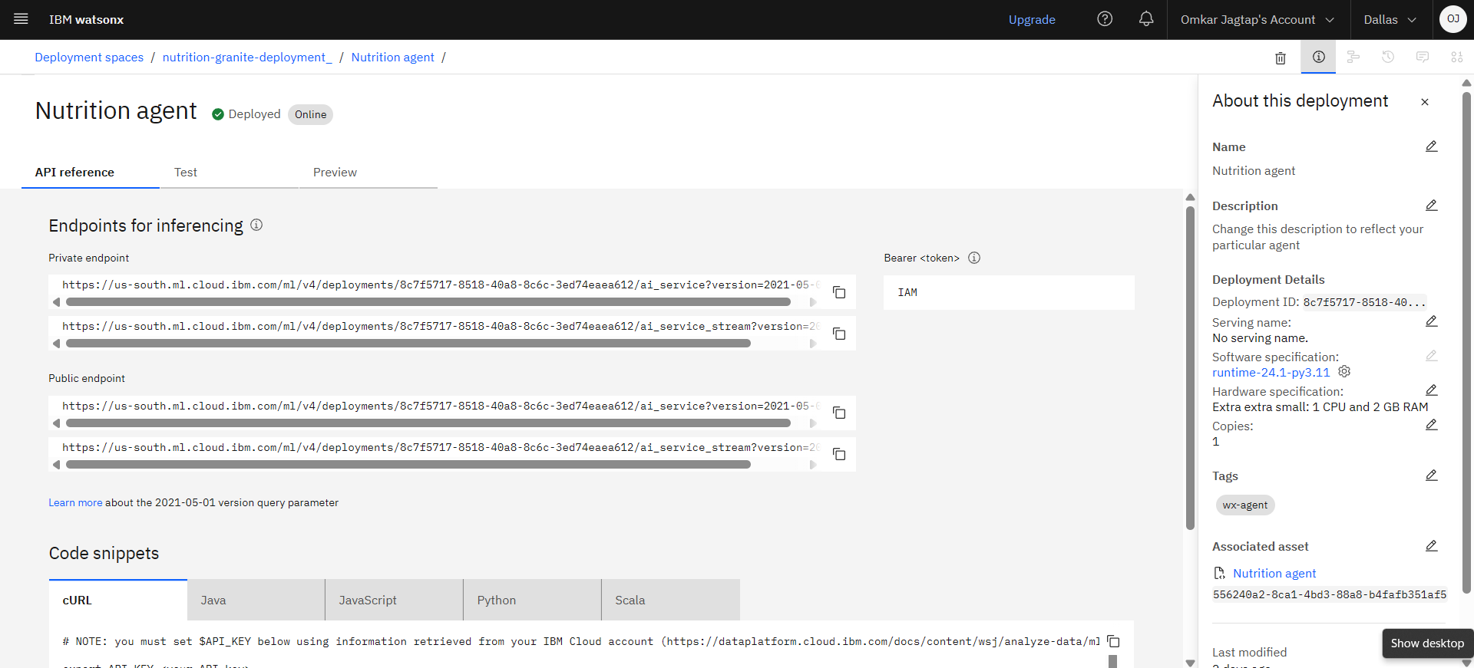 IBM watsonx
Upgrade
Omkar Jagtap's Account
Dallas
OJ
Deployment spaces / nutrition-granite-deployment_ / Nutrition agent /
Nutrition agent
Deployed
Online
API reference
Test
Preview
Endpoints for inferencing
Private endpoint
https://us-south.ml.cloud.ibm.com/ml/v4/deployments/8c7f5717-8518-40a8-8c6c-3ed74eaea612/ai_service?version=2021-05-
https://us-south.ml.cloud.ibm.com/ml/v4/deployments/8c7f5717-8518-40a8-8c6c-3ed74eaea612/ai_service_stream?version=2
Public endpoint
https://us-south.ml.cloud.ibm.com/ml/v4/deployments/8c7f5717-8518-40a8-8c6c-3ed74eaea612/ai_service?version=2021-05-
https://us-south.ml.cloud.ibm.com/ml/v4/deployments/8c7f5717-8518-40a8-8c6c-3ed74eaea612/ai_service_stream?version=2
Bearer <token>
IAM
Learn more about the 2021-05-01 version query parameter
Code snippets
cURL
Java
JavaScript
Python
Scala
# NOTE: you must set $API_KEY below using information retrieved from your IBM Cloud account (https://dataplatform.cloud.ibm.com/docs/content/wsj/analyze-data/ml
export API_KEY=<your API key>
About this deployment
Name
Nutrition agent
Description
Change this description to reflect your
particular agent
Deployment Details
Deployment ID: 8c7f5717-8518-40...
Serving name:
No serving name.
Software specification:
runtime-24.1-py3.11
Hardware specification:
Extra extra small: 1 CPU and 2 GB RAM
Copies:
1
Tags
wx-agent
Associated asset
Nutrition agent
556240a2-8ca1-4bd3-88a8-b4fafb351af5
Show desktop
Last modified
2 days ago